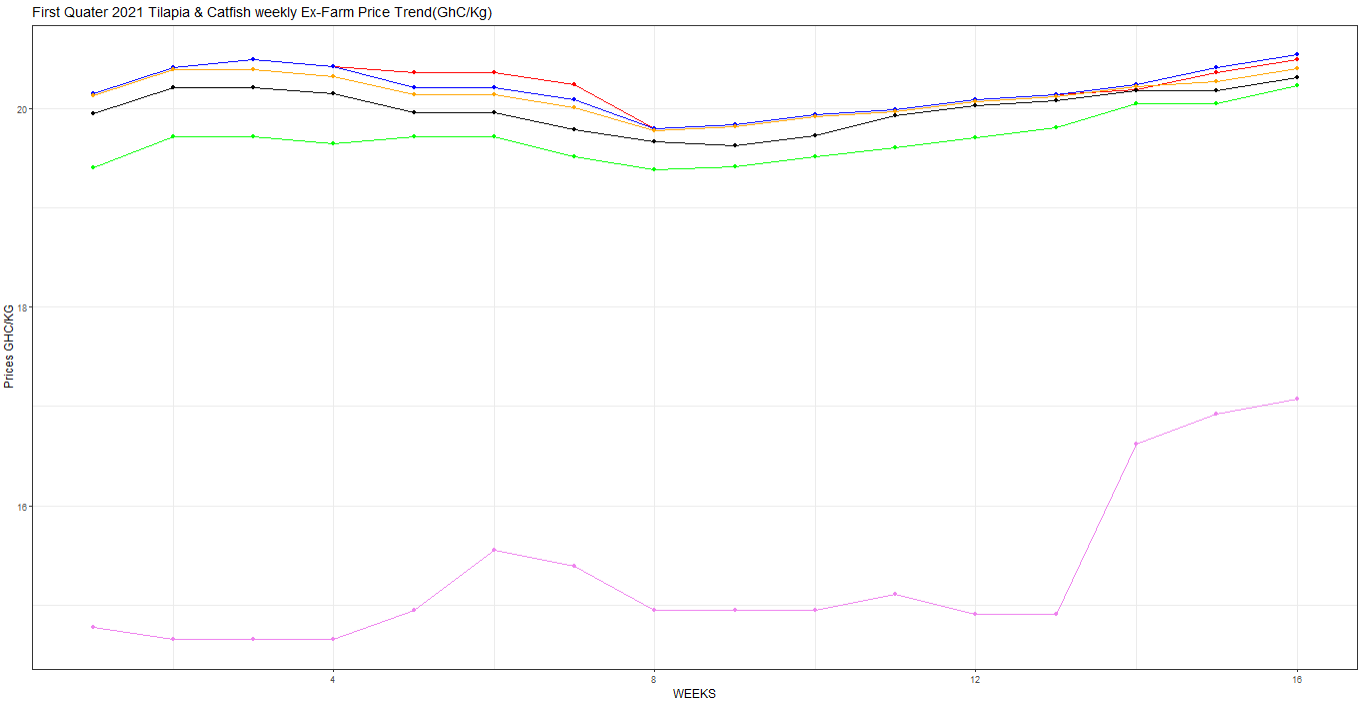 First Quater 2021 Tilapia & Catfish weekly Ex-Farm Price Trend(GhC/Kg)
Prices GHC/KG
20
18
16
4 8 12 16
WEEKS